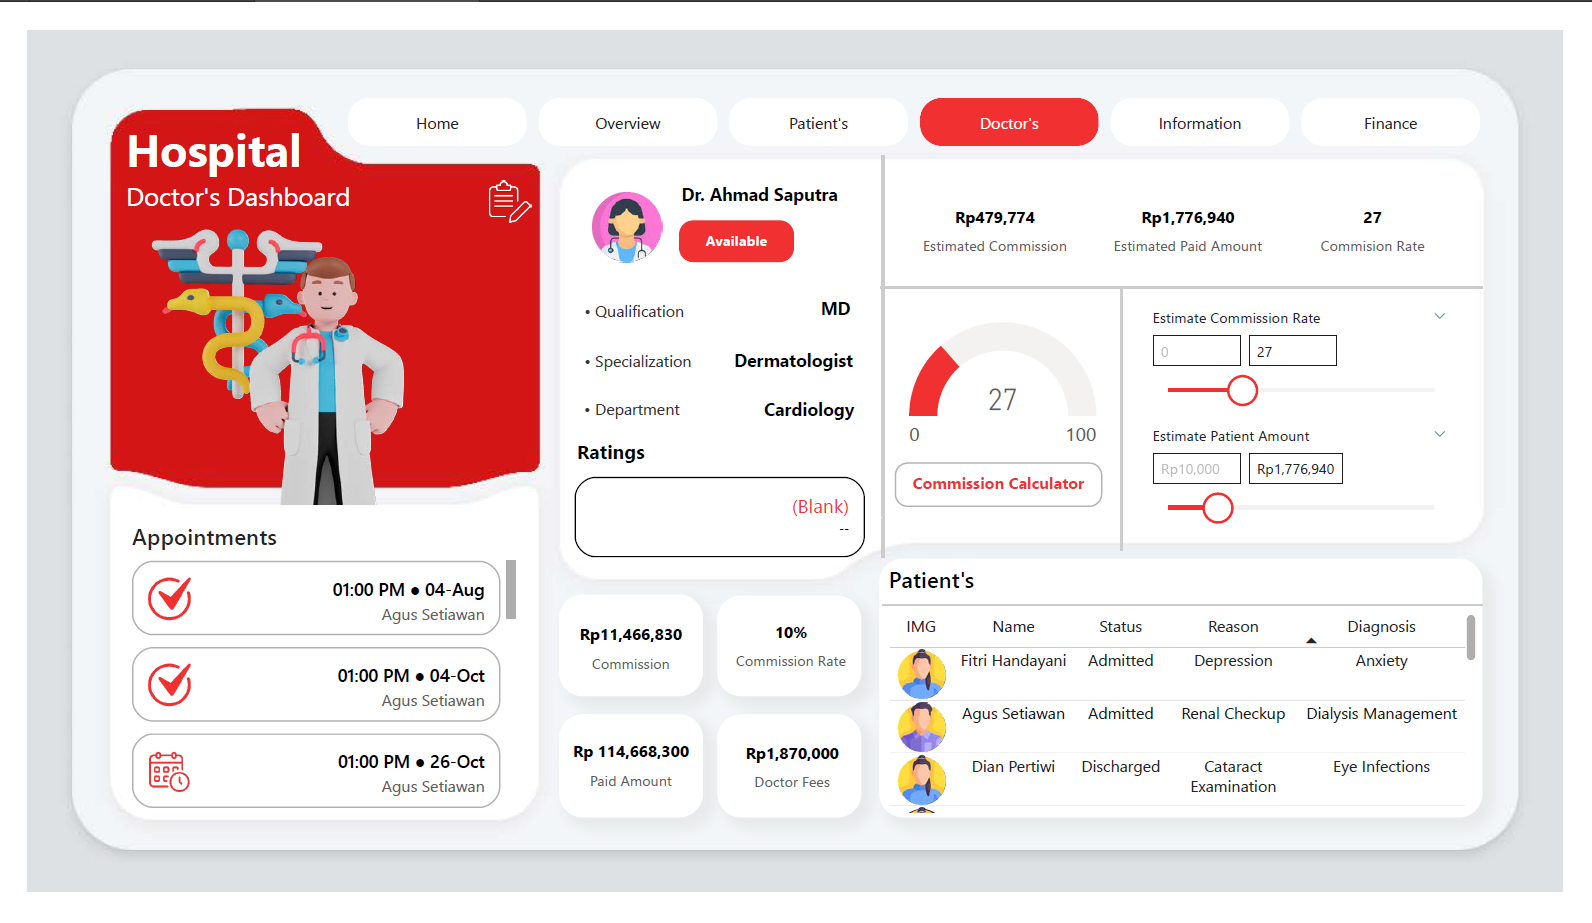 Hospital
Doctor's Dashboard
Home
Overview
Patient's
Doctor's
Information
Finance
Dr. Ahmad Saputra
Available
• Qualification MD
• Specialization Dermatologist
• Department Cardiology
Ratings
(Blank)
--
Rp479,774
Estimated Commission
Rp1,776,940
Estimated Paid Amount
27
Commision Rate
27
0 100
Commission Calculator
Estimate Commission Rate
0 27
Estimate Patient Amount
Rp10,000 Rp1,776,940
Appointments
01:00 PM ● 04-Aug
Agus Setiawan
01:00 PM ● 04-Oct
Agus Setiawan
01:00 PM ● 26-Oct
Agus Setiawan
Rp11,466,830
Commission
10%
Commission Rate
Rp 114,668,300
Paid Amount
Rp1,870,000
Doctor Fees
Patient's
IMG Name Status Reason Diagnosis
Fitri Handayani Admitted Depression Anxiety
Agus Setiawan Admitted Renal Checkup Dialysis Management
Dian Pertiwi Discharged Cataract Eye Infections
Examination